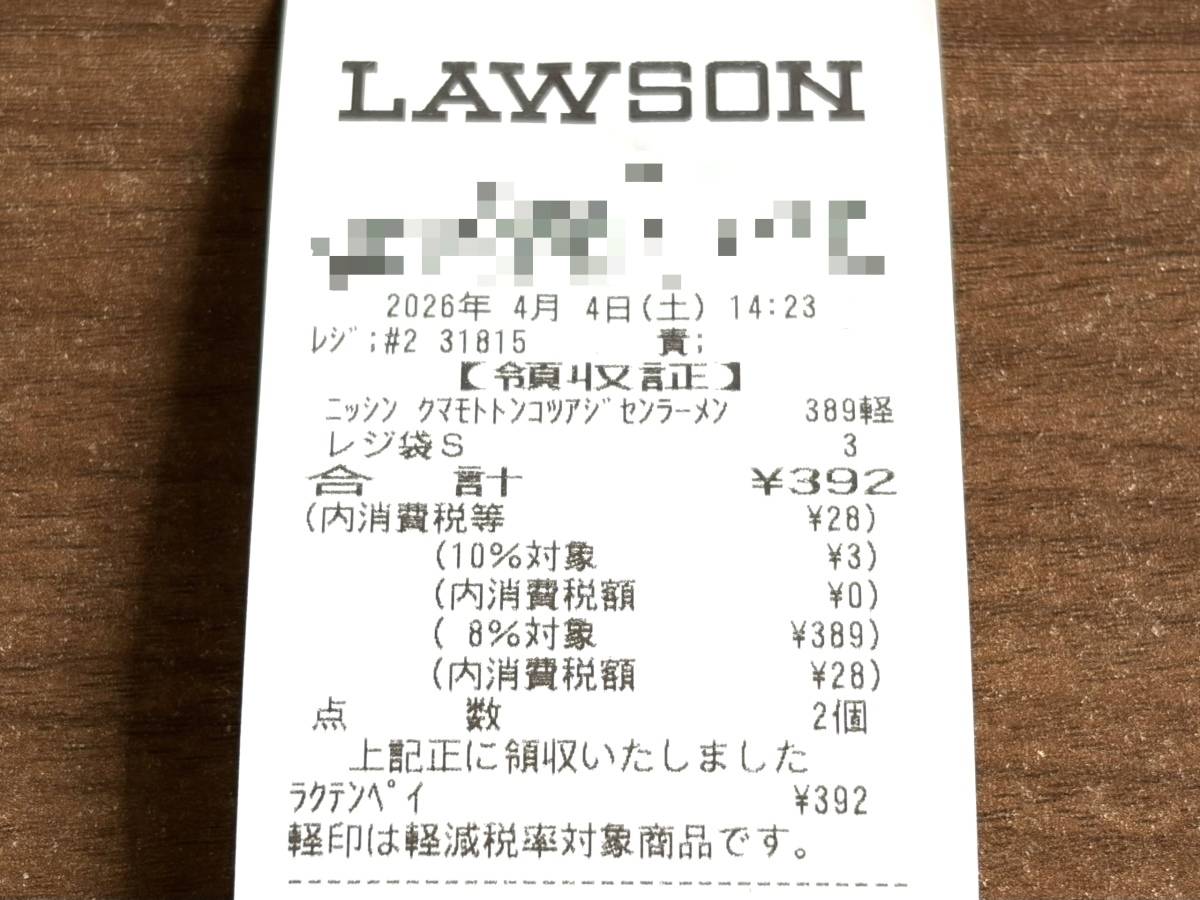 LAWSON
2026年 4月 4日(土) 14:23
ﾚｼﾞ;#2 31815 責;
【領収証】
ﾆｯｼﾝ ｸﾏﾓﾄﾄﾝｺﾂｱｼﾞｾﾝﾗｰﾒﾝ 389軽
レジ袋S 3
合 計 ¥392
(内消費税等 ¥28)
(10%対象 ¥3)
(内消費税額 ¥0)
( 8%対象 ¥389)
(内消費税額 ¥28)
点 数 2個
上記正に領収いたしました
ﾗｸﾃﾝﾍﾟｲ ¥392
軽印は軽減税率対象商品です。